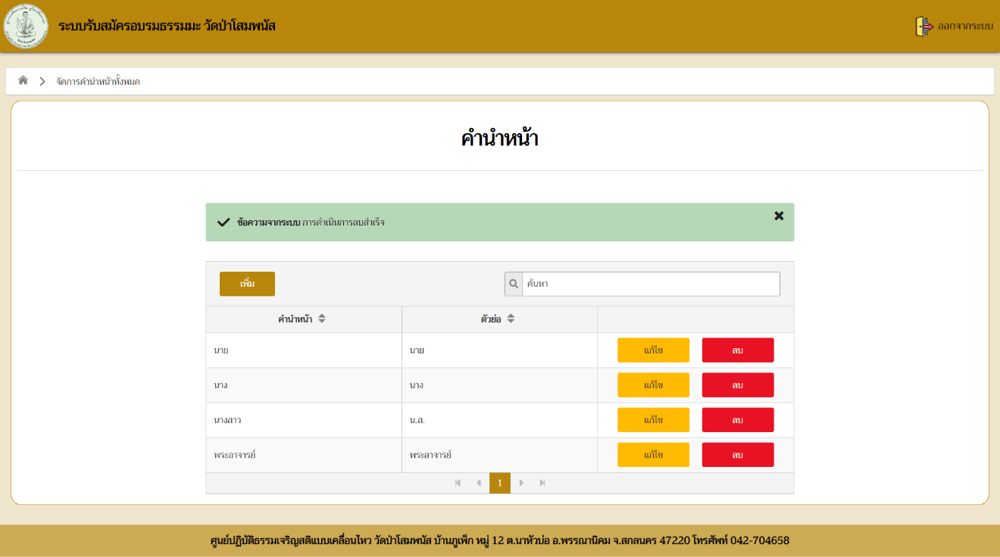 ระบบรับสมัครอบรมธรรมมะ วัดป่าโสมพนัส
ออกจากระบบ
จัดการคำนำหน้าทั้งหมด
คำนำหน้า
ข้อความจากระบบ การดำเนินการลบสำเร็จ
เพิ่ม ค้นหา
คำนำหน้า ตัวย่อ
นาย นาย แก้ไข ลบ
นาง นาง แก้ไข ลบ
นางสาว น.ส. แก้ไข ลบ
พระอาจารย์ พระอาจารย์ แก้ไข ลบ
1
ศูนย์ปฏิบัติธรรมเจริญสติแบบเคลื่อนไหว วัดป่าโสมพนัส บ้านภูเพ็ก หมู่ 12 ต.นาหัวบ่อ อ.พรรณานิคม จ.สกลนคร 47220 โทรศัพท์ 042-704658